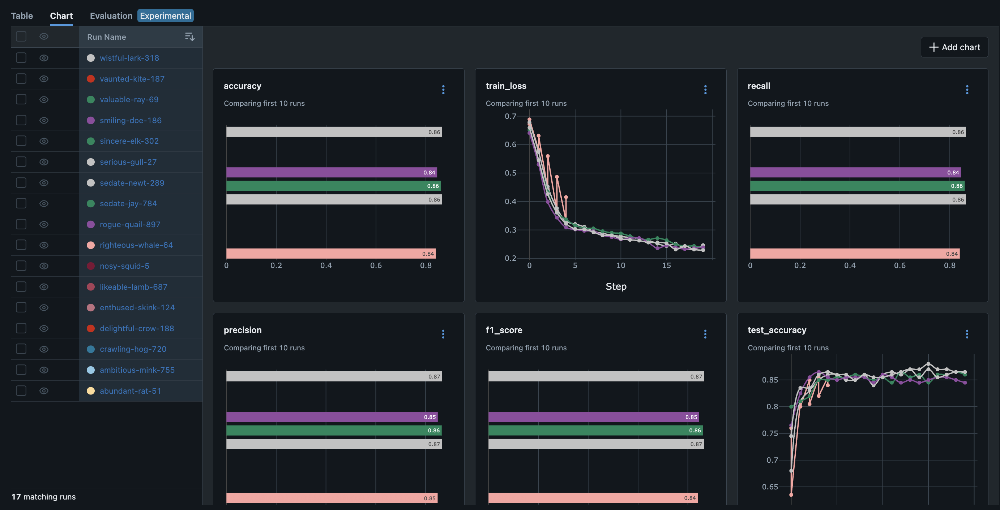 Table Chart Evaluation Experimental
Run Name
wistful-lark-318
vaunted-kite-187
valuable-ray-69
smiling-doe-186
sincere-elk-302
serious-gull-27
sedate-newt-289
sedate-jay-784
rogue-quail-897
righteous-whale-64
nosy-squid-5
likeable-lamb-687
enthused-skink-124
delightful-crow-188
crawling-hog-720
ambitious-mink-755
abundant-rat-51
17 matching runs
Add chart
accuracy
Comparing first 10 runs
0.86
0.84
0.86
0.86
0.84
0 0.2 0.4 0.6 0.8
train_loss
Comparing first 10 runs
0.7
0.6
0.5
0.4
0.3
0.2
0 5 10 15
Step
recall
Comparing first 10 runs
0.86
0.84
0.86
0.86
0.84
0 0.2 0.4 0.6 0.8
precision
Comparing first 10 runs
0.87
0.85
0.86
0.87
0.85
f1_score
Comparing first 10 runs
0.87
0.85
0.86
0.87
0.84
test_accuracy
Comparing first 10 runs
0.85
0.8
0.75
0.7
0.65